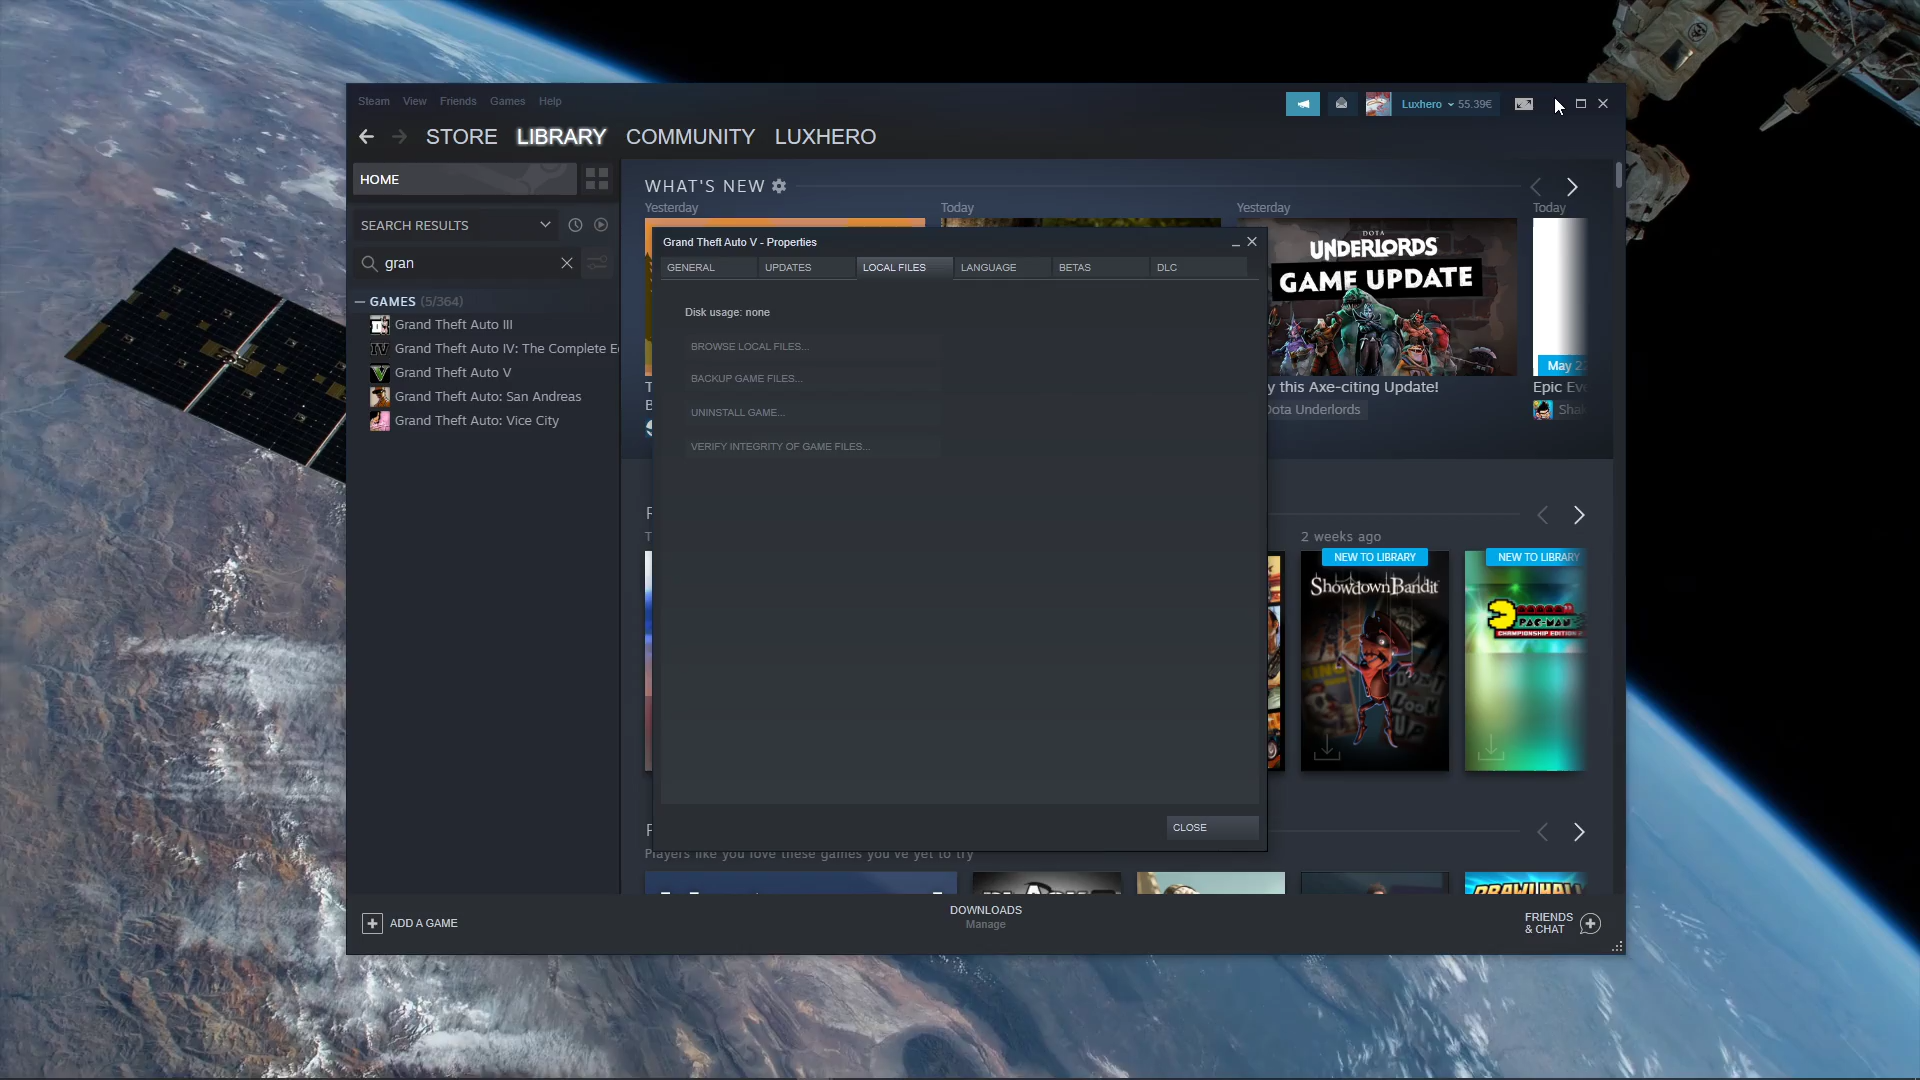 Steam View Friends Games Help
Luxhero 55.39€
STORE LIBRARY COMMUNITY LUXHERO
HOME
SEARCH RESULTS
gran
GAMES (5/364)
Grand Theft Auto III
Grand Theft Auto IV: The Complete
Grand Theft Auto V
Grand Theft Auto: San Andreas
Grand Theft Auto: Vice City
WHAT'S NEW
Yesterday
Today
Yesterday
Today
DOTA
UNDERLORDS
GAME UPDATE
May
y this Axe-citing Update!
Dota Underlords
Epic
Grand Theft Auto V - Properties
GENERAL UPDATES LOCAL FILES LANGUAGE BETAS DLC
Disk usage: none
BROWSE LOCAL FILES...
BACKUP GAME FILES...
UNINSTALL GAME...
VERIFY INTEGRITY OF GAME FILES...
CLOSE
2 weeks ago
NEW TO LIBRARY
NEW TO LIBRARY
Showdown Bandit
PAC-MAN
CHAMPIONSHIP EDITION 2
Players like you love these games you've yet to try
BRAWLHALL
ADD A GAME
DOWNLOADS
Manage
FRIENDS
& CHAT